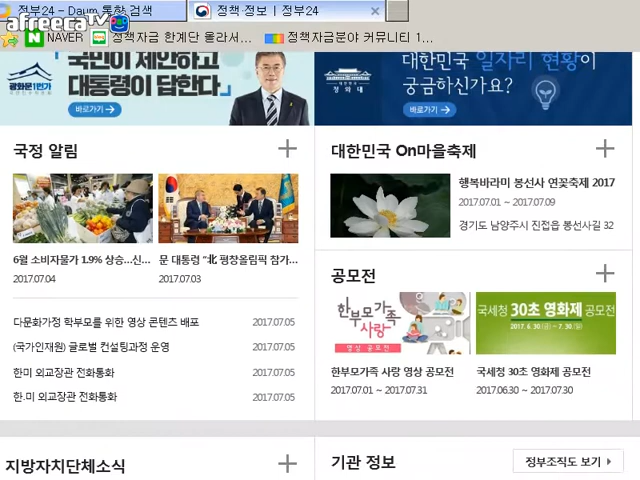 정부24 - Daum 통합 검색
정책·정보 | 정부24
afreecaTV
NAVER
정책자금 한계단 올라서...
정책자금분야 커뮤니티 1...
국민이 제안하고
대통령이 답한다
광화문1번가
바로가기
대한민국 일자리 현황이
궁금하신가요?
대한민국
청와대
바로가기
국정 알림
대한민국 On마을축제
행복바라미 봉선사 연꽃축제 2017
2017.07.01 ~ 2017.07.09
경기도 남양주시 진접읍 봉선사길 32
6월 소비자물가 1.9% 상승...신...
2017.07.04
문 대통령 "北 평창올림픽 참가...
2017.07.03
공모전
한부모가족
사랑
영상 공모전
국세청 30초 영화제 공모전
2017. 6. 30.(금) ~ 7. 30.(일)
다문화가정 학부모를 위한 영상 콘텐츠 배포 2017.07.05
(국가인재원) 글로벌 컨설팅과정 운영 2017.07.05
한미 외교장관 전화통화 2017.07.05
한.미 외교장관 전화통화 2017.07.05
한부모가족 사랑 영상 공모전
2017.07.01 ~ 2017.07.31
국세청 30초 영화제 공모전
2017.06.30 ~ 2017.07.30
지방자치단체소식
기관 정보
정부조직도 보기